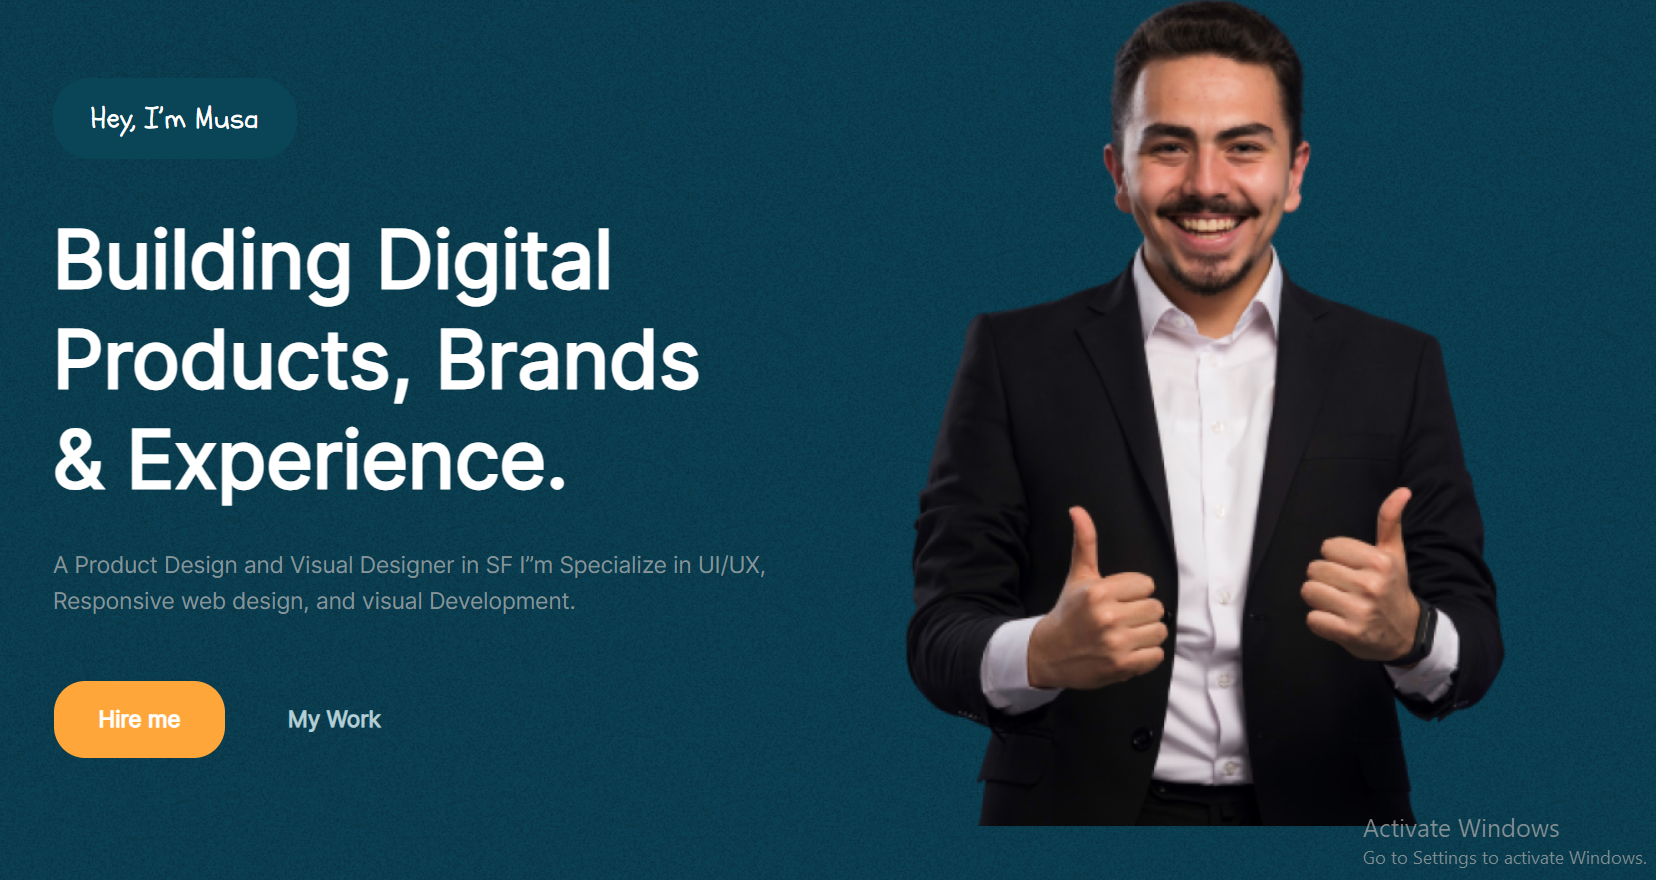 Hey, I'm Musa
Building Digital
Products, Brands
& Experience.
A Product Design and Visual Designer in SF I”m Specialize in UI/UX,
Responsive web design, and visual Development.
Hire me
My Work
Activate Windows
Go to Settings to activate Windows.